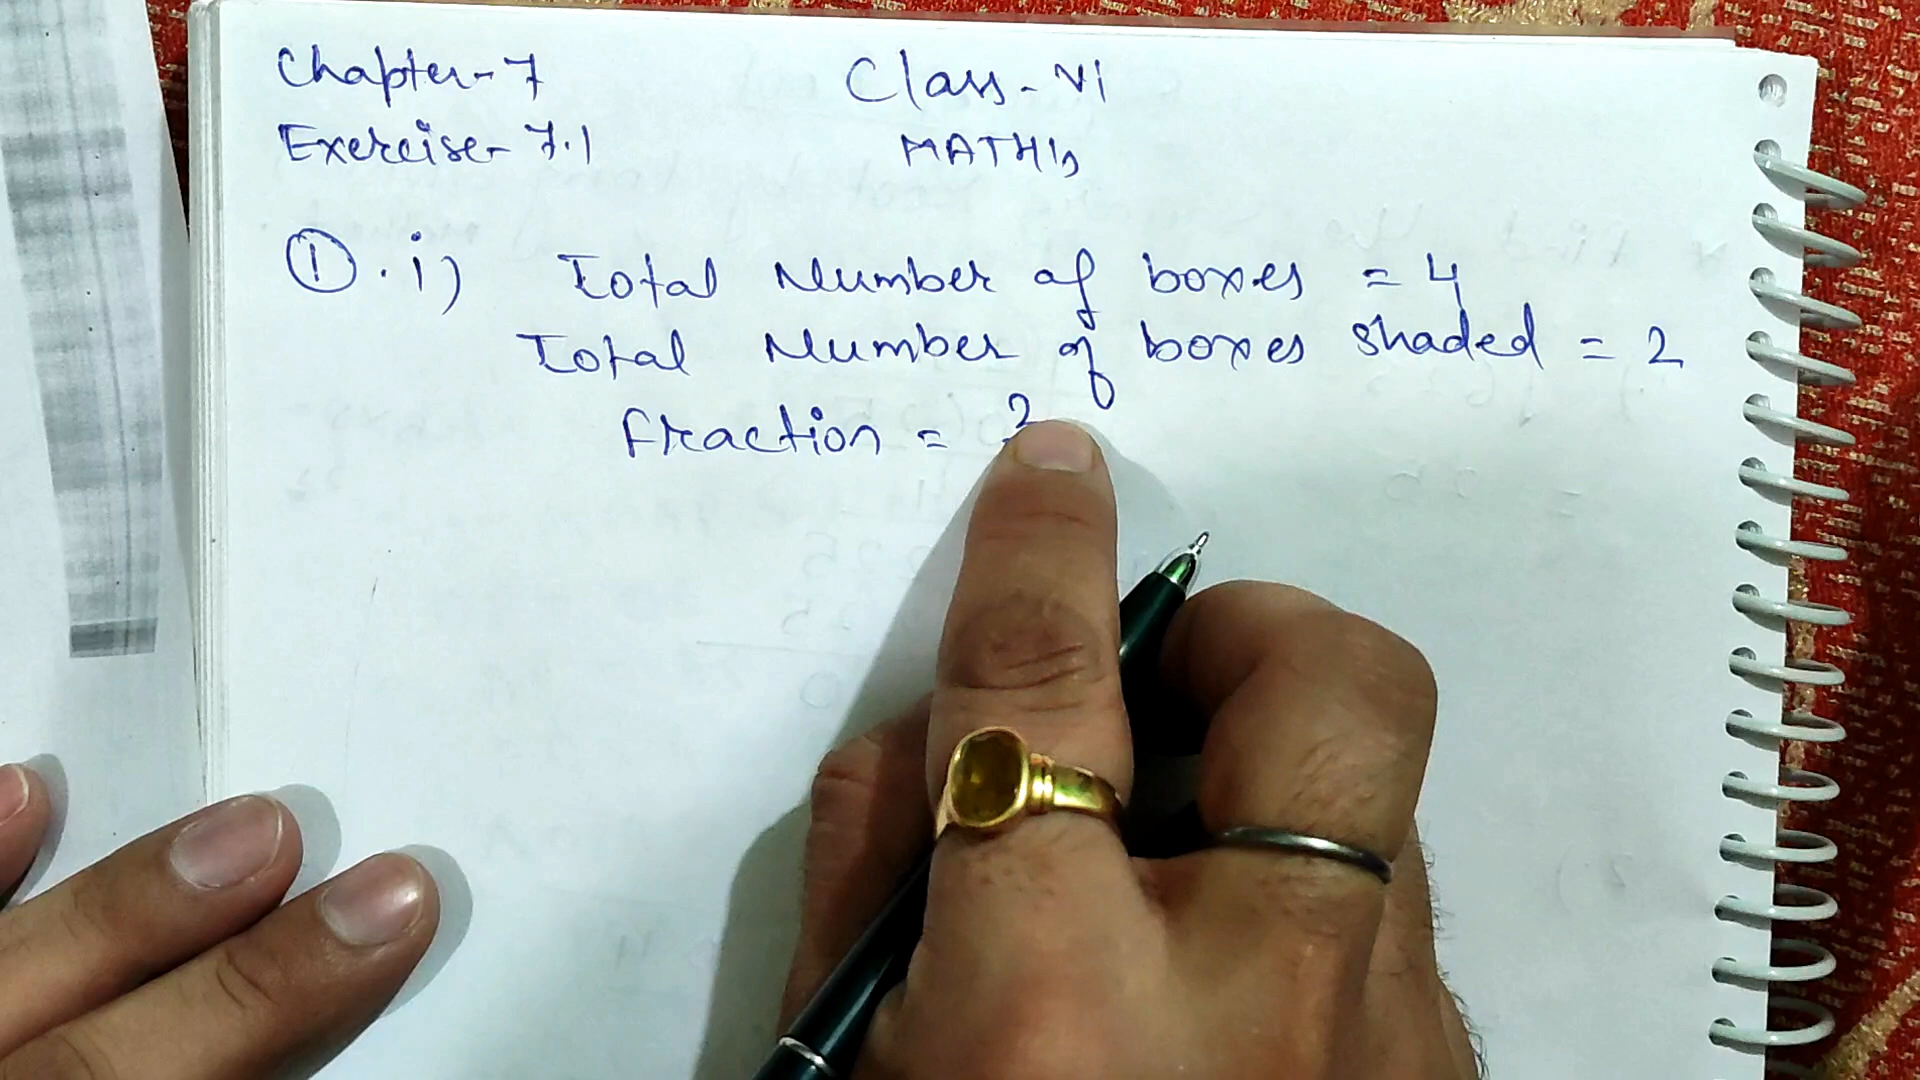 Chapter-7 Class-VI
Exercise-7.1 MATHs
①.i) Total Number of boxes = 4
Total Number of boxes shaded = 2
fraction = 2